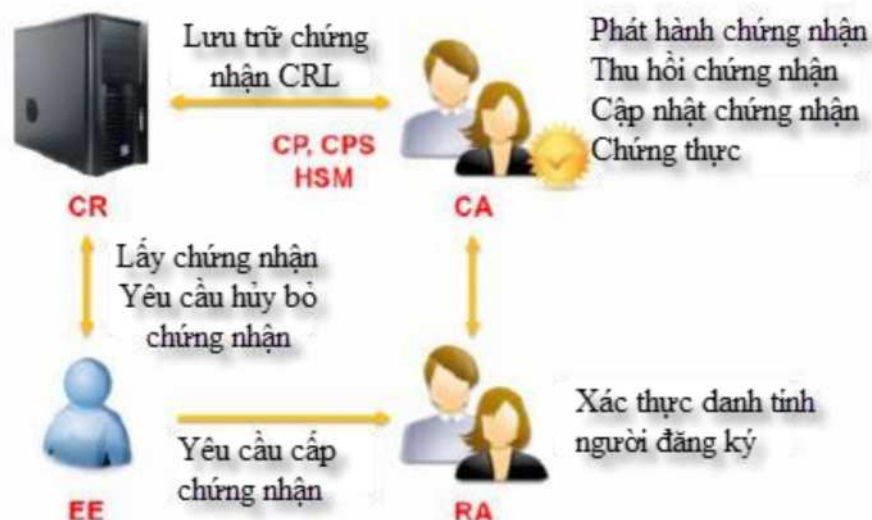 Lưu trữ chứng
nhận CRL
CP, CPS
HSM
Phát hành chứng nhận
Thu hồi chứng nhận
Cập nhật chứng nhận
Chứng thực
CR
CA
Lấy chứng nhận
Yêu cầu hủy bỏ
chứng nhận
Yêu cầu cấp
chứng nhận
Xác thực danh tính
người đăng ký
EE
RA